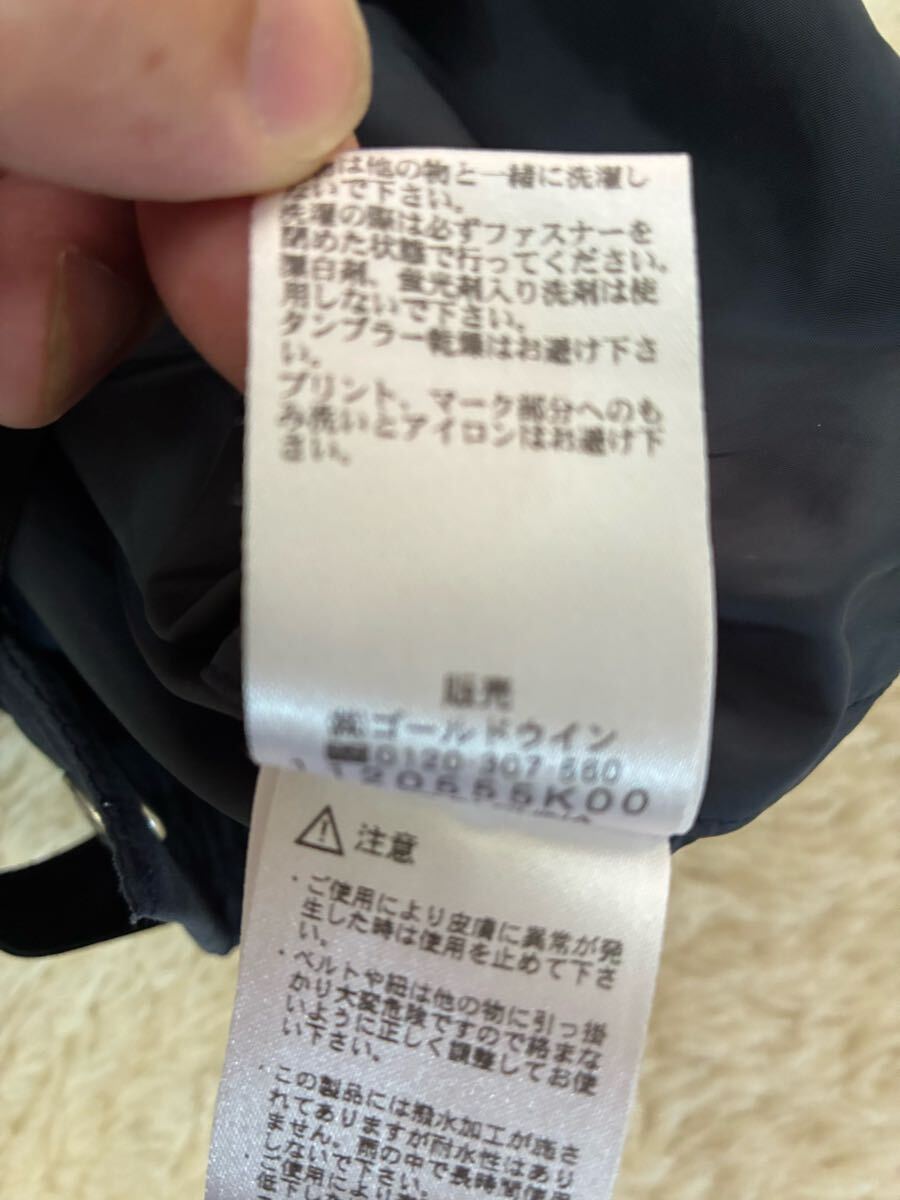 は他の物と一緒に洗濯し
ないで下さい。
洗濯の際は必ずファスナーを
閉めた状態で行ってください。
漂白剤、蛍光剤入り洗剤は使
用しないで下さい。
タンブラー乾燥はお避け下さ
い。
プリント、マーク部分へのも
み洗いとアイロンはお避け下
さい。
販売
㈱ゴールドウイン
0120-307-560
120555K00
⚠ 注意
・ご使用により皮膚に異常が発
生した時は使用を止めて下さ
い。
・ベルトや紐は他の物に引っ掛
かり大変危険ですので絡まな
いように正しく調整してお使
い下さい。
・この製品には撥水加工が施さ
れてありますが耐水性はあり
ません。雨の中で長時間使用
しないで下さい。
・ご使用により
低下し